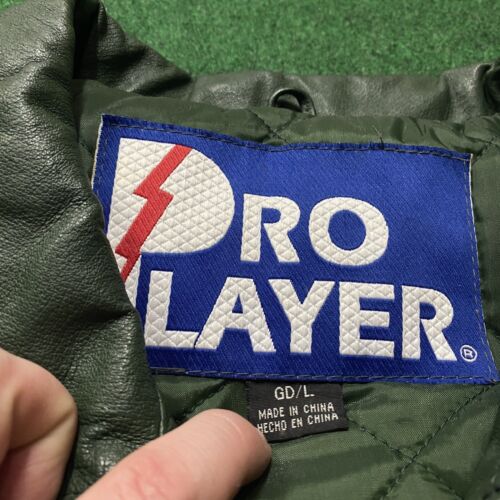 PRO
PLAYER®
GD/L
MADE IN CHINA
HECHO EN CHINA